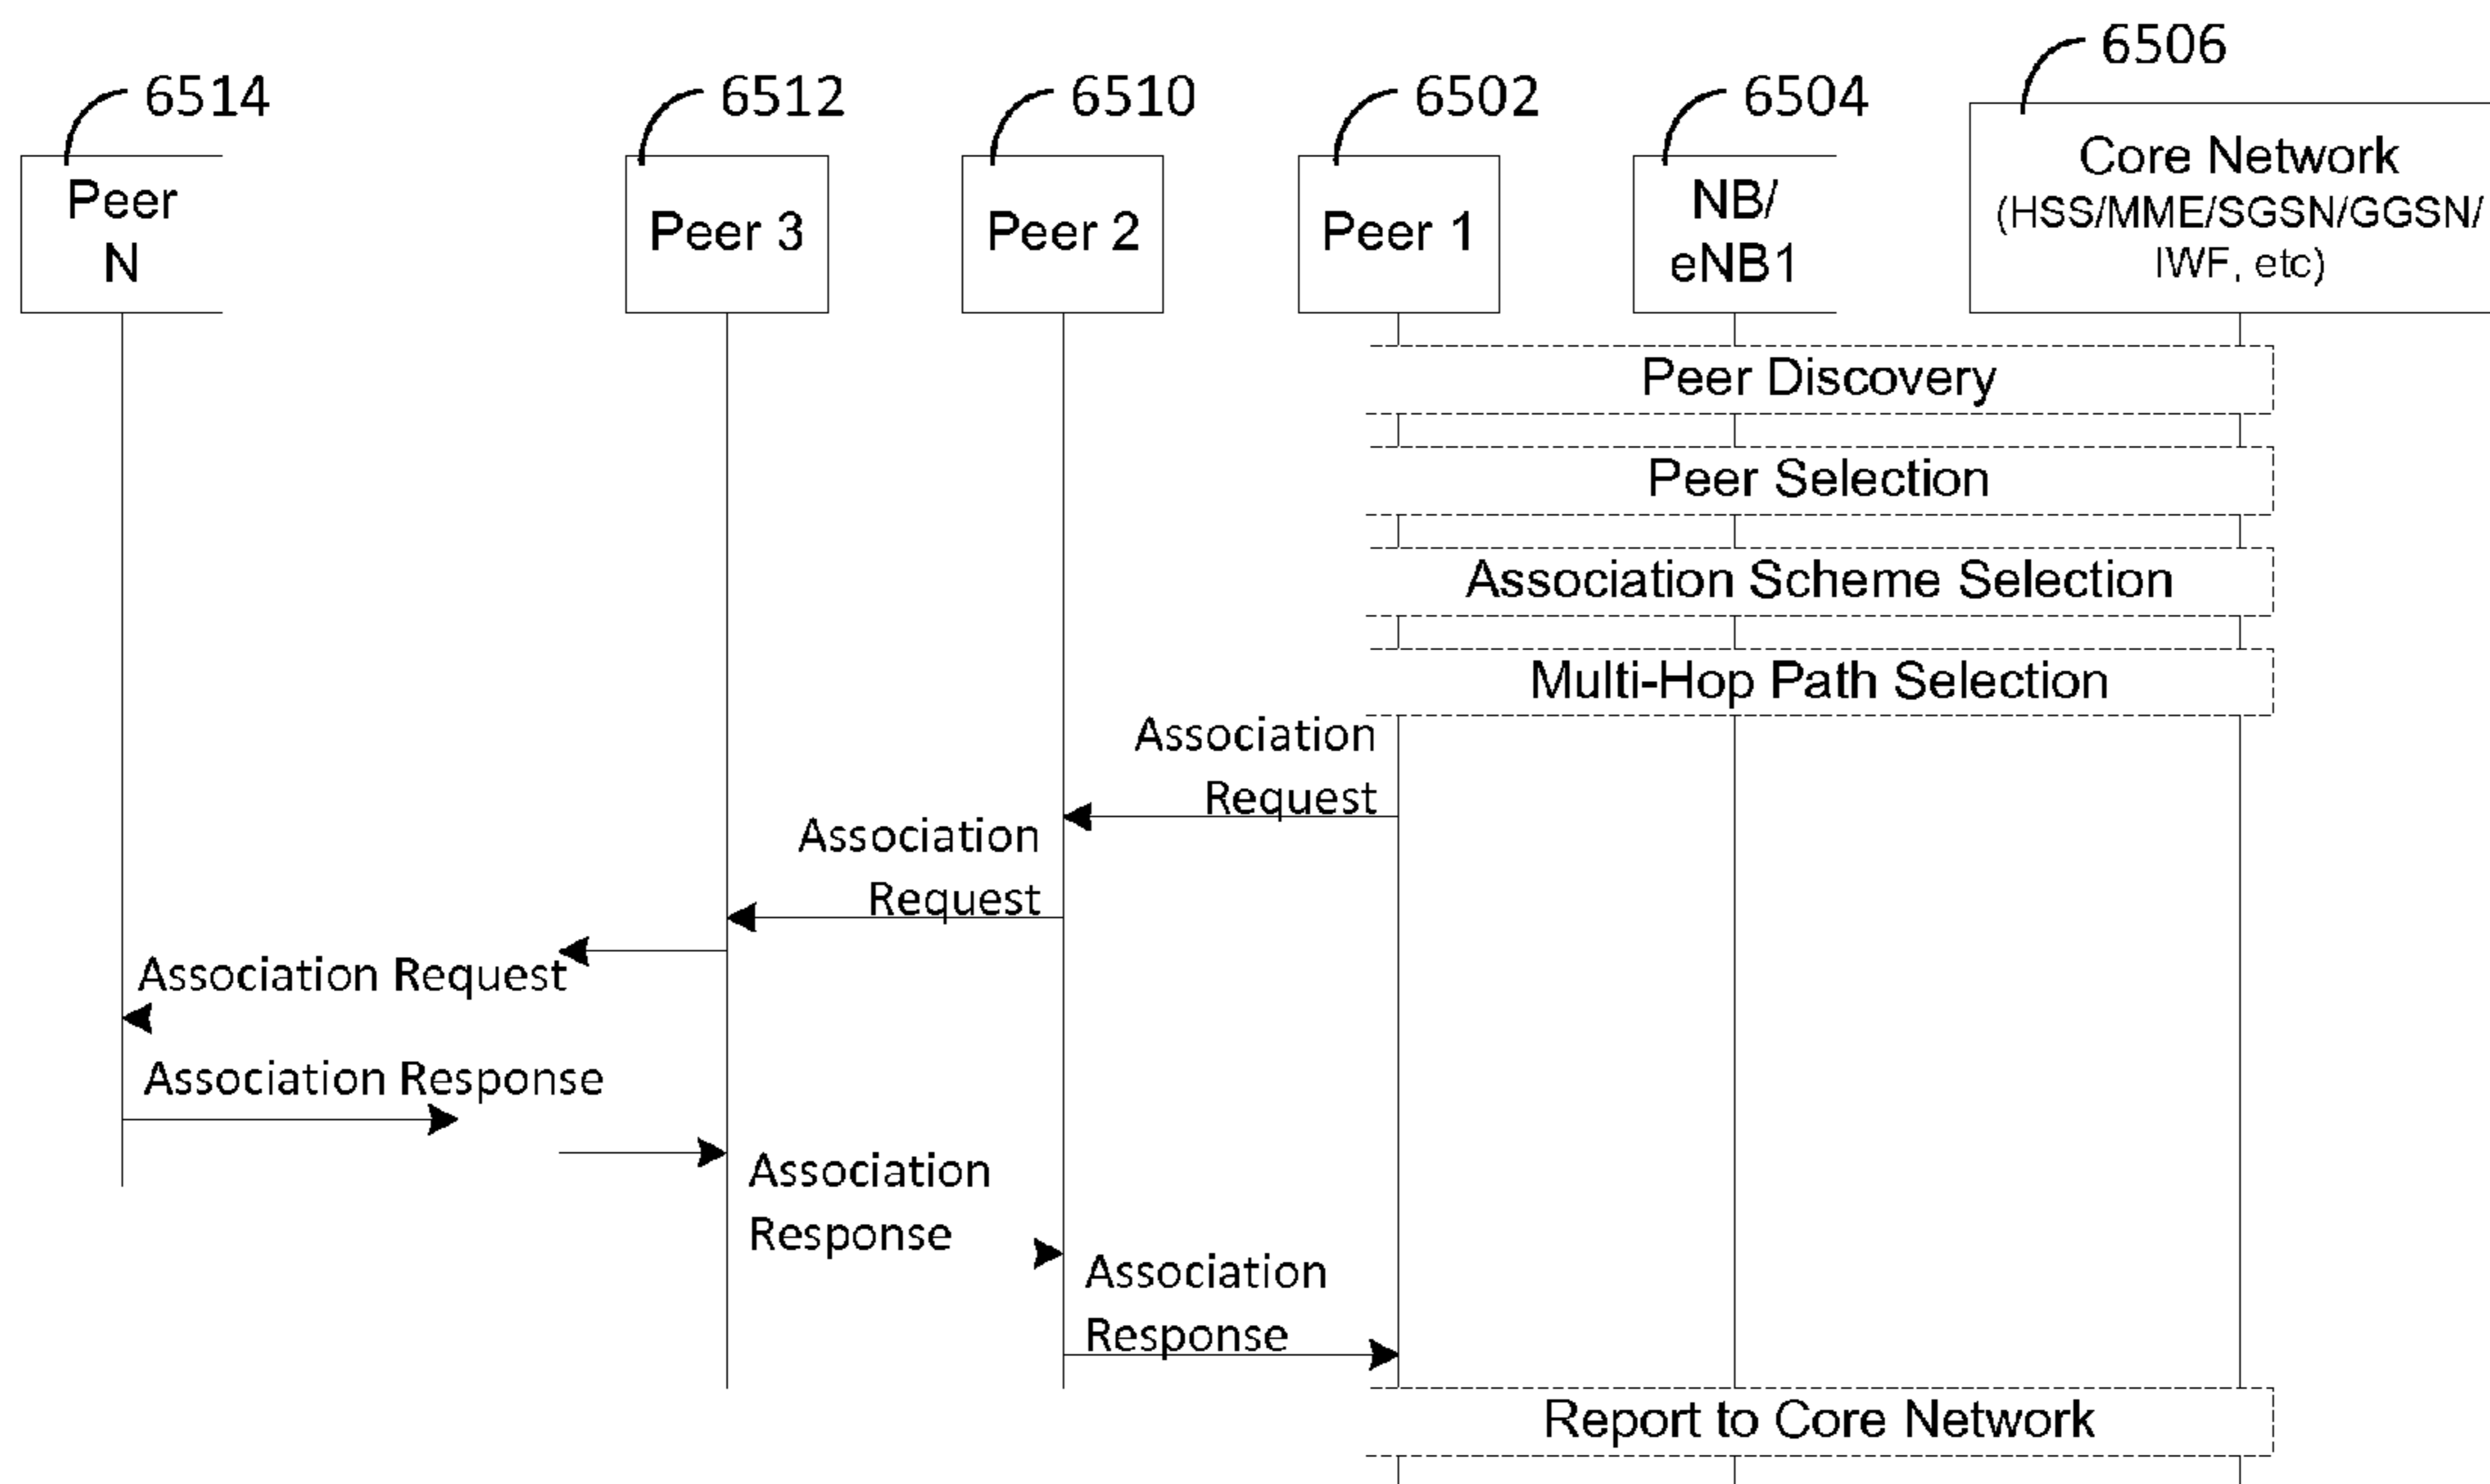 6514
6512
6510
6502
6504
6506
Peer
N
Peer 3
Peer 2
Peer 1
NB/
eNB1
Core Network
(HSS/MME/SGSN/GGSN/
IWF, etc)
Peer Discovery
Peer Selection
Association Scheme Selection
Multi-Hop Path Selection
Association
Request
Association
Request
Association Request
Association Response
Association
Response
Association
Response
Report to Core Network